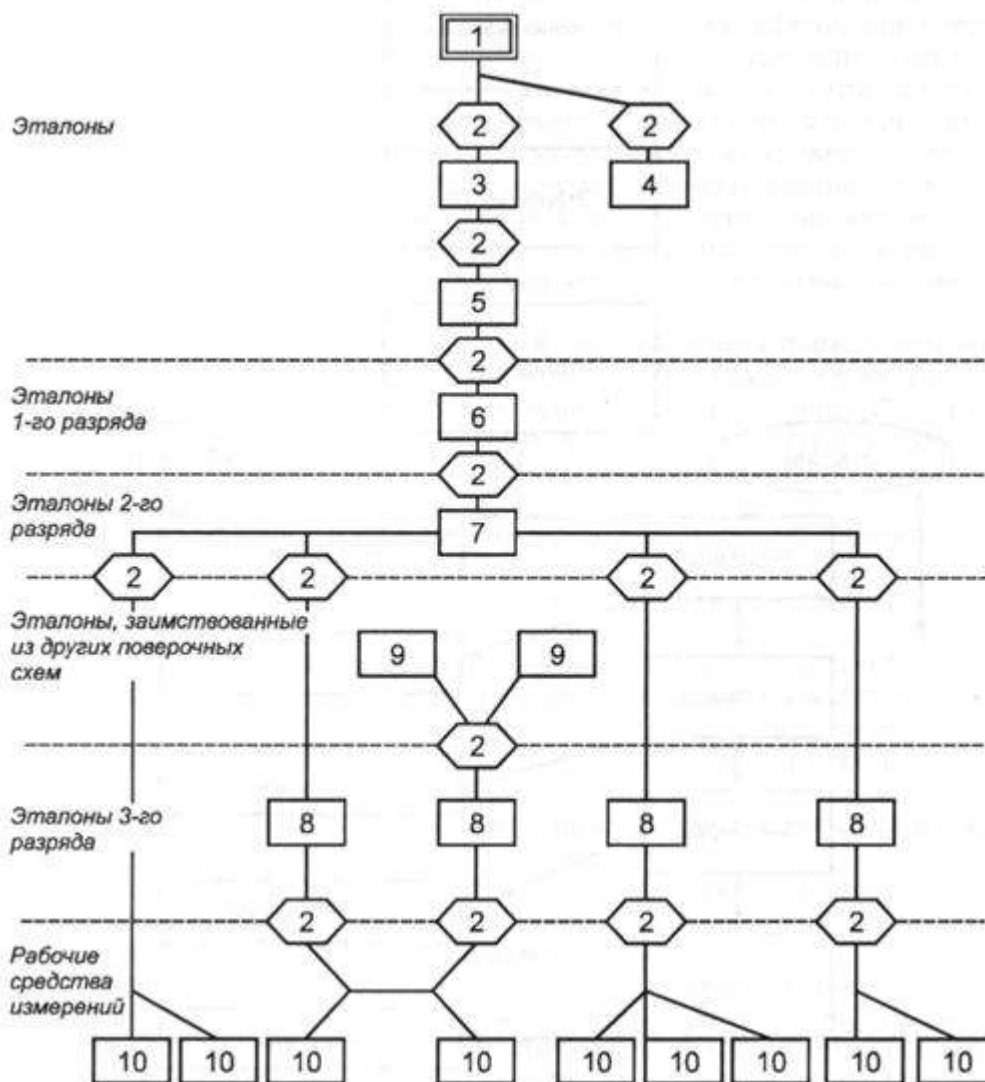 1
Эталоны
2 2
3 4
2
5
2
Эталоны
1-го разряда
6
2
Эталоны 2-го
разряда
7
2 2 2 2
Эталоны, заимствованные
из других поверочных
схем
9 9
2
Эталоны 3-го
разряда
8 8 8 8
2 2 2 2
Рабочие
средства
измерений
10 10 10 10 10 10 10 10 10